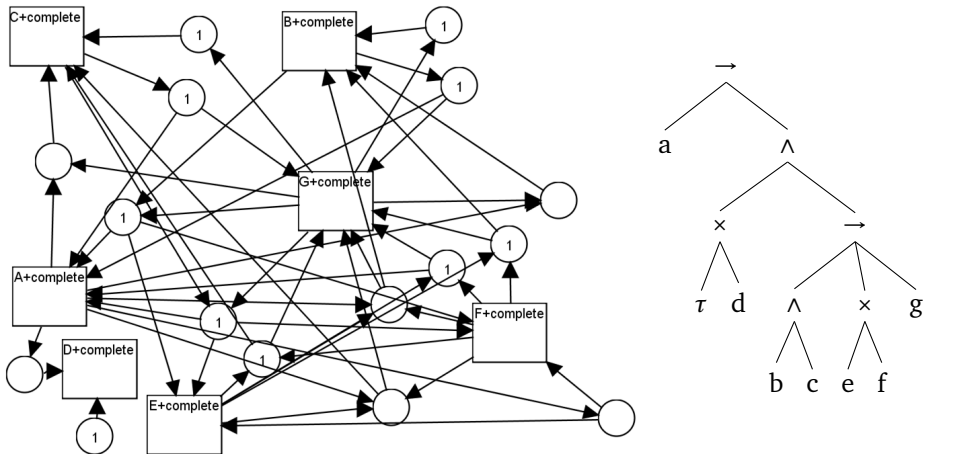 C+complete
1
B+complete
1
1
1
→
a
∧
G+complete
1
×
→
1
1
A+complete
τ
d
∧
×
g
1
F+complete
D+complete
1
b
c
e
f
E+complete
1